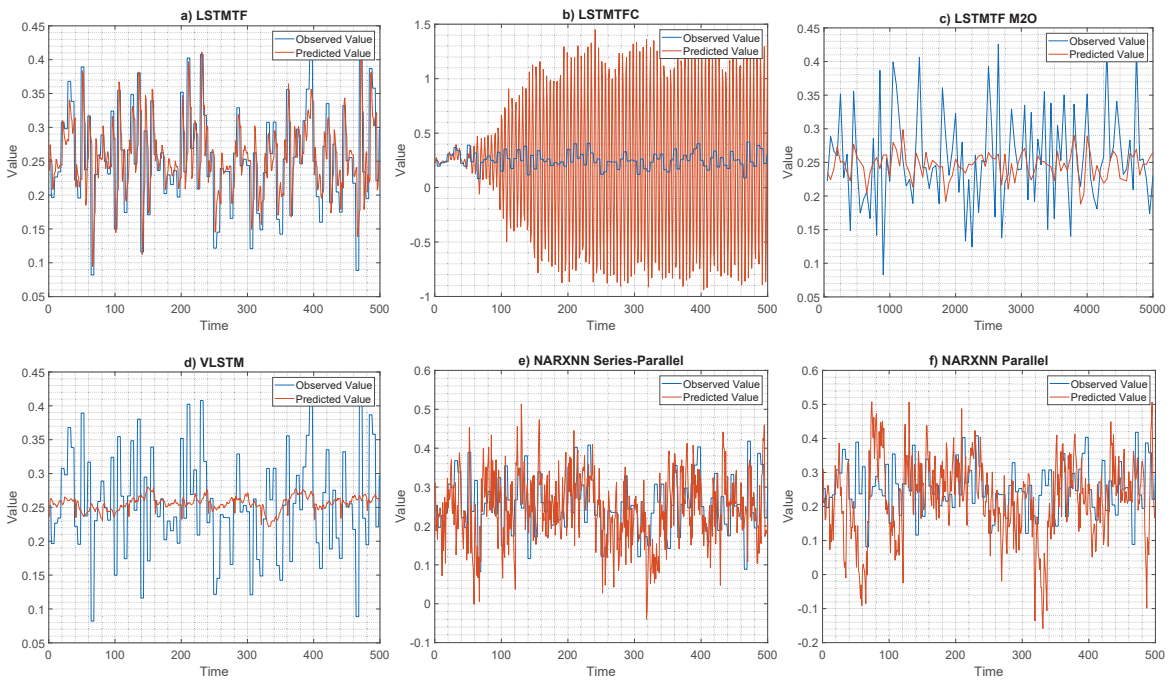 a) LSTMTF
0.45
0.4
0.35
0.3
0.25
0.2
0.15
0.1
0.05
Value
Observed Value
Predicted Value
0 100 200 300 400 500
Time
b) LSTMTFC
1.5
1
0.5
0
-0.5
-1
Value
Observed Value
Predicted Value
0 100 200 300 400 500
Time
c) LSTMTF M2O
0.45
0.4
0.35
0.3
0.25
0.2
0.15
0.1
0.05
Value
Observed Value
Predicted Value
1000 2000 3000 4000 5000
Time
d) VLSTM
0.45
0.4
0.35
0.3
0.25
0.2
0.15
0.1
0.05
Value
Observed Value
Predicted Value
0 100 200 300 400 500
Time
e) NARXNN Series-Parallel
0.6
0.5
0.4
0.3
0.2
0.1
0
-0.1
Value
Observed Value
Predicted Value
0 100 200 300 400 500
Time
f) NARXNN Parallel
0.6
0.5
0.4
0.3
0.2
0.1
0
-0.1
-0.2
Value
Observed Value
Predicted Value
0 100 200 300 400 500
Time